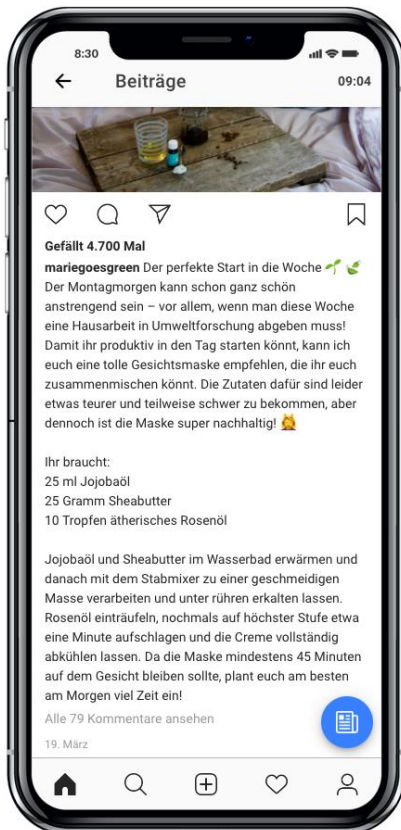 8:30
Beiträge 09:04
Gefällt 4.700 Mal
mariegoesgreen Der perfekte Start in die Woche 🌱 🍃
Der Montagmorgen kann schon ganz schön
anstrengend sein – vor allem, wenn man diese Woche
eine Hausarbeit in Umweltforschung abgeben muss!
Damit ihr produktiv in den Tag starten könnt, kann ich
euch eine tolle Gesichtsmaske empfehlen, die ihr euch
zusammenmischen könnt. Die Zutaten dafür sind leider
etwas teurer und teilweise schwer zu bekommen, aber
dennoch ist die Maske super nachhaltig! 💆
Ihr braucht:
25 ml Jojobaöl
25 Gramm Sheabutter
10 Tropfen ätherisches Rosenöl
Jojobaöl und Sheabutter im Wasserbad erwärmen und
danach mit dem Stabmixer zu einer geschmeidigen
Masse verarbeiten und unter rühren erkalten lassen.
Rosenöl einträufeln, nochmals auf höchster Stufe etwa
eine Minute aufschlagen und die Creme vollständig
abkühlen lassen. Da die Maske mindestens 45 Minuten
auf dem Gesicht bleiben sollte, plant euch am besten
am Morgen viel Zeit ein!
Alle 79 Kommentare ansehen
19. März